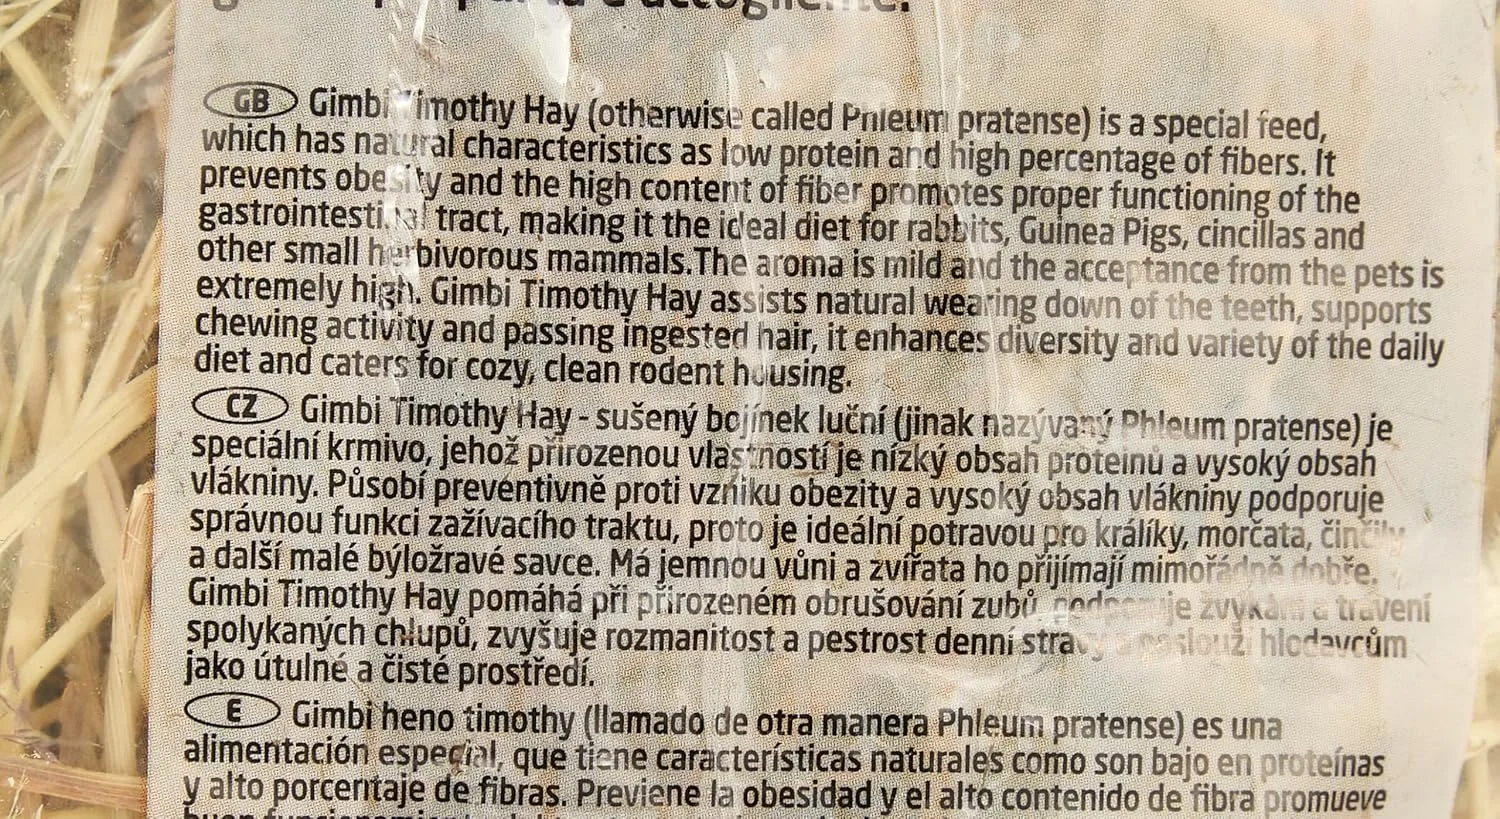 GB Gimbi Timothy Hay (otherwise called Phleum pratense) is a special feed,
which has natural characteristics as low protein and high percentage of fibers. It
prevents obesity and the high content of fiber promotes proper functioning of the
gastrointestinal tract, making it the ideal diet for rabbits, Guinea Pigs, cincillas and
other small herbivorous mammals.The aroma is mild and the acceptance from the pets is
extremely high. Gimbi Timothy Hay assists natural wearing down of the teeth, supports
chewing activity and passing ingested hair, it enhances diversity and variety of the daily
diet and caters for cozy, clean rodent housing.
CZ Gimbi Timothy Hay - sušený bojínek luční (jinak nazývaný Phleum pratense) je
speciální krmivo, jehož přirozenou vlastností je nízký obsah proteinů a vysoký obsah
vlákniny. Působí preventivně proti vzniku obezity a vysoký obsah vlákniny podporuje
správnou funkci zažívacího traktu, proto je ideální potravou pro králíky, morčata, činčily
a další malé býložravé savce. Má jemnou vůni a zvířata ho přijímají mimořádně dobře.
Gimbi Timothy Hay pomáhá při přirozeném obrušování zubů, podporuje žvýkání a trávení
spolykaných chlupů, zvyšuje rozmanitost a pestrost denní stravy a poslouží hlodavcům
jako útulné a čisté prostředí.
E Gimbi heno timothy (llamado de otra manera Phleum pratense) es una
alimentación especial, que tiene características naturales como son bajo en proteínas
y alto porcentaje de fibras. Previene la obesidad y el alto contenido de fibra promueve